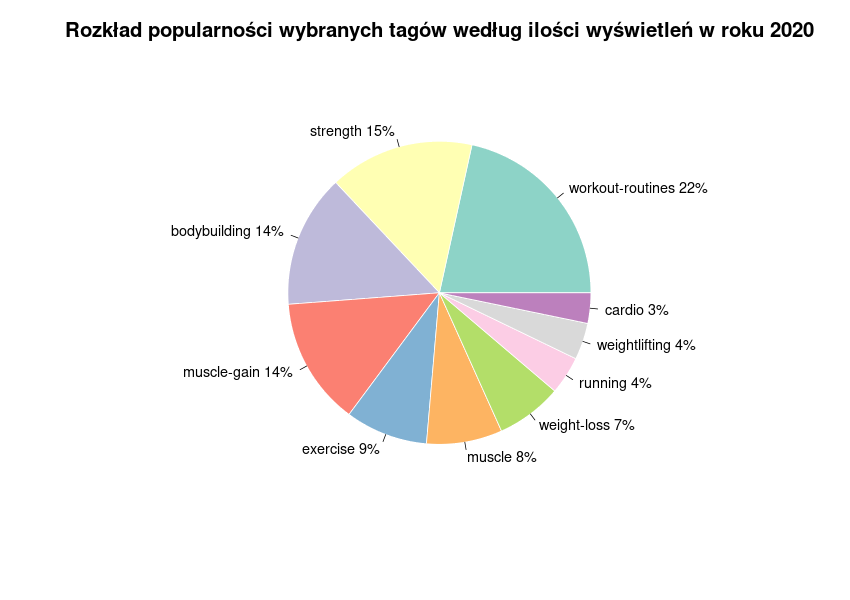 Rozkład popularności wybranych tagów według ilości wyświetleń w roku 2020
strength 15%
workout-routines 22%
bodybuilding 14%
cardio 3%
weightlifting 4%
muscle-gain 14%
running 4%
weight-loss 7%
exercise 9%
muscle 8%